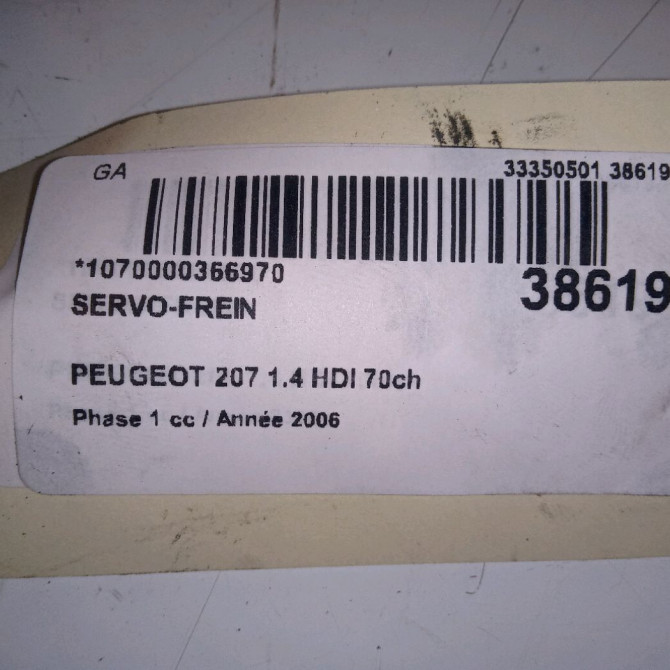 GA 33350501 38619
*1070000366970 38619
SERVO-FREIN
PEUGEOT 207 1.4 HDI 70ch
Phase 1 cc / Année 2006